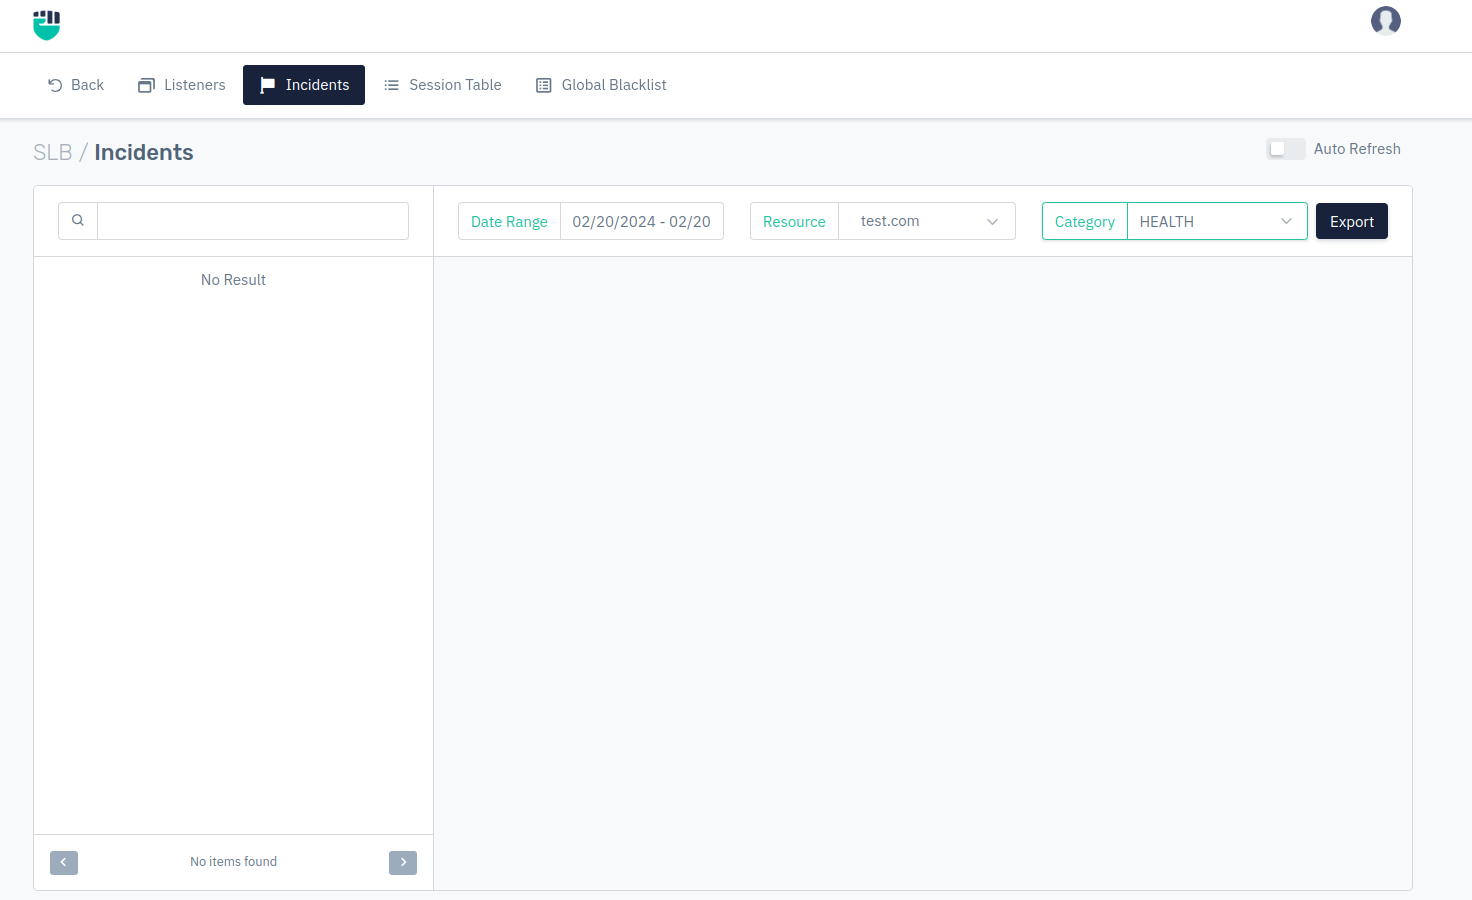 Back Listeners Incidents Session Table Global Blacklist
SLB / Incidents
Auto Refresh
Date Range 02/20/2024 - 02/20
Resource test.com
Category HEALTH
Export
No Result
No items found